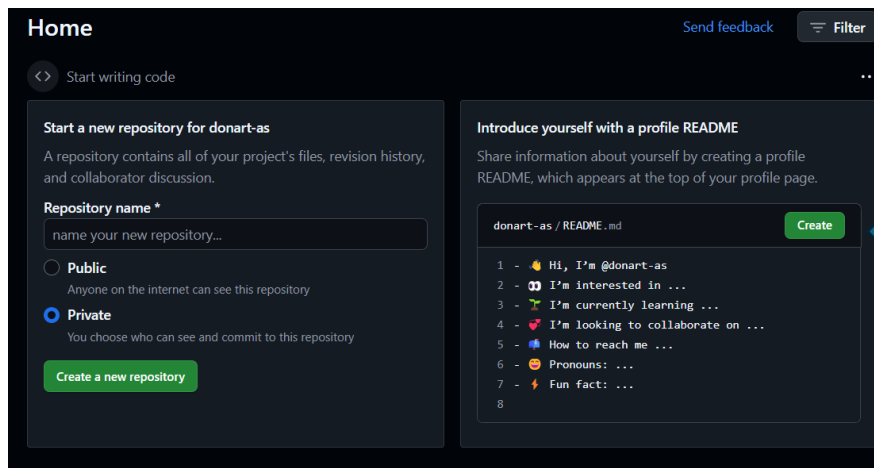 Home
Send feedback
Filter
Start writing code
Start a new repository for donart-as
A repository contains all of your project's files, revision history,
and collaborator discussion.
Repository name *
name your new repository...
Public
Anyone on the internet can see this repository
Private
You choose who can see and commit to this repository
Create a new repository
Introduce yourself with a profile README
Share information about yourself by creating a profile
README, which appears at the top of your profile page.
donart-as / README.md
Create
1 - 👋 Hi, I’m @donart-as
2 - 👀 I’m interested in ...
3 - 🌱 I’m currently learning ...
4 - 💞️ I’m looking to collaborate on ...
5 - 📫 How to reach me ...
6 - 😄 Pronouns: ...
7 - ⚡ Fun fact: ...
8